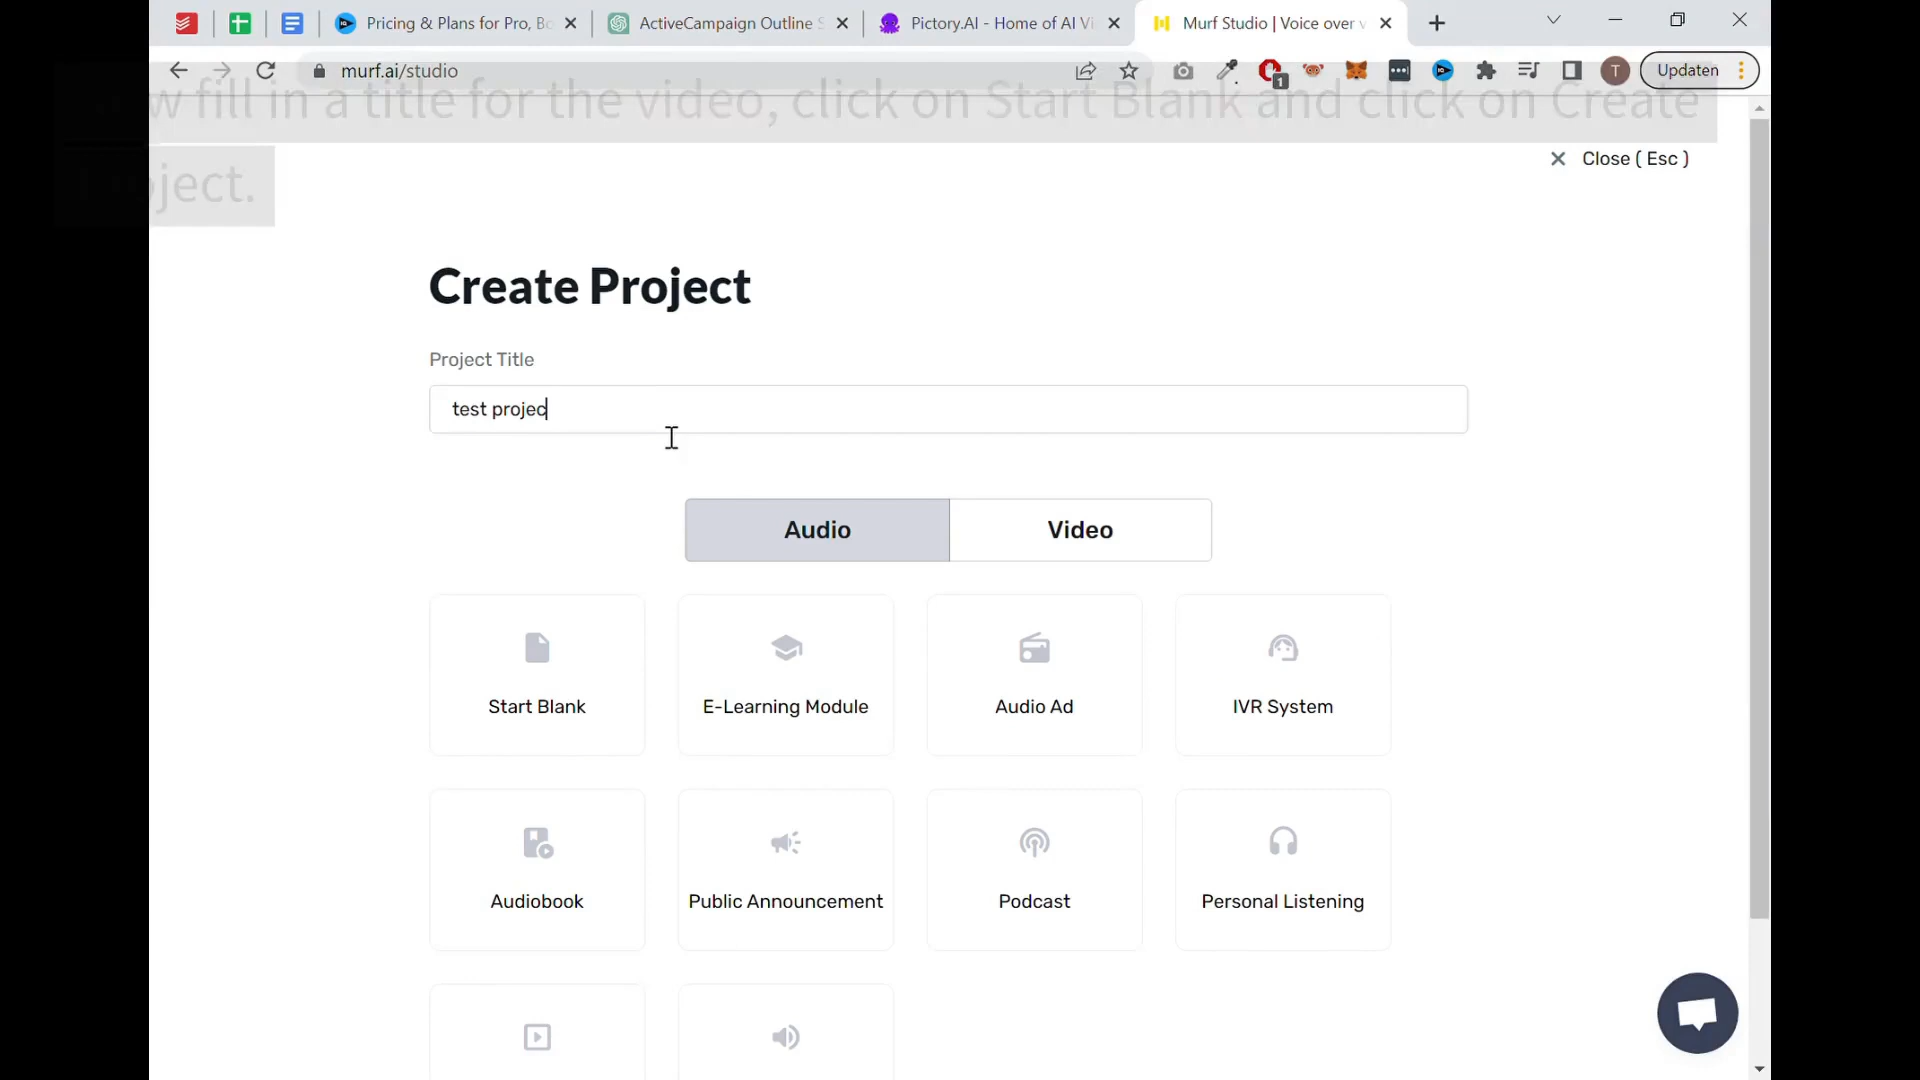 Pricing & Plans for Pro, Bo
ActiveCampaign Outline S
Pictory.AI - Home of AI Vi
Murf Studio | Voice over v
murf.ai/studio
1
T
Updaten
fill in a title for the video, click on Start Blank and click on Create
Project.
Close ( Esc )
Create Project
Project Title
test projec
Audio
Video
Start Blank
E-Learning Module
Audio Ad
IVR System
Audiobook
Public Announcement
Podcast
Personal Listening